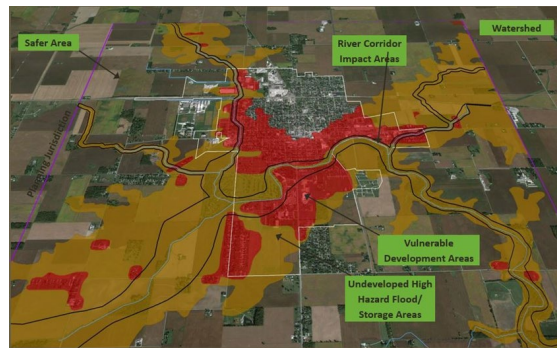 Safer Area
River Corridor
Impact Areas
Watershed
Planning Jurisdiction
Vulnerable
Development Areas
Undeveloped High
Hazard Flood/
Storage Areas